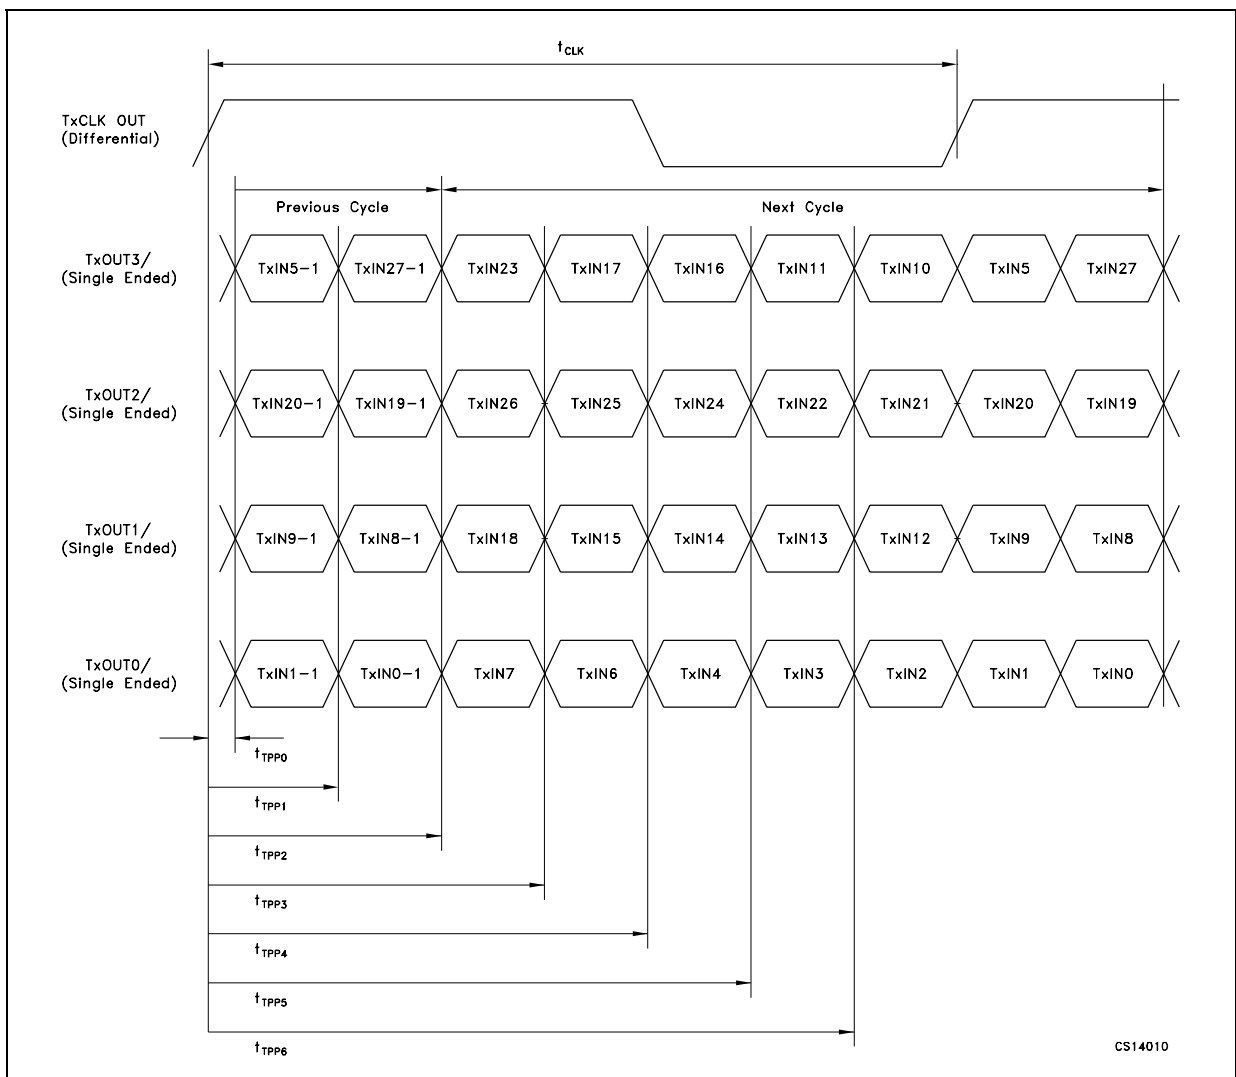 tCLK
TxCLK OUT
(Differential)
Previous Cycle
Next Cycle
TxOUT3/
(Single Ended)
TxIN5-1
TxIN27-1
TxIN23
TxIN17
TxIN16
TxIN11
TxIN10
TxIN5
TxIN27
TxOUT2/
(Single Ended)
TxIN20-1
TxIN19-1
TxIN26
TxIN25
TxIN24
TxIN22
TxIN21
TxIN20
TxIN19
TxOUT1/
(Single Ended)
TxIN9-1
TxIN8-1
TxIN18
TxIN15
TxIN14
TxIN13
TxIN12
TxIN9
TxIN8
TxOUT0/
(Single Ended)
TxIN1-1
TxIN0-1
TxIN7
TxIN6
TxIN4
TxIN3
TxIN2
TxIN1
TxIN0
tTPP0
tTPP1
tTPP2
tTPP3
tTPP4
tTPP5
tTPP6
CS14010